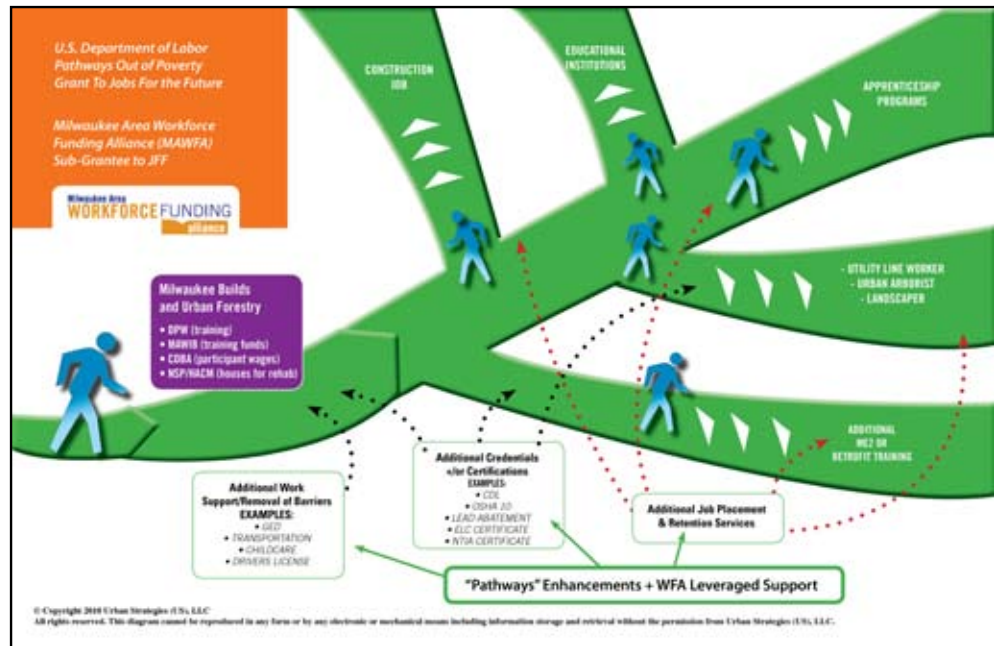 U.S. Department of Labor
Pathways Out of Poverty
Grant To Jobs For the Future
Milwaukee Area Workforce
Funding Alliance (MAWFA)
Sub-Grantee to JFF
Milwaukee Area
WORKFORCE FUNDING
alliance
CONSTRUCTION
JOB
EDUCATIONAL
INSTITUTIONS
APPRENTICESHIP
PROGRAMS
- UTILITY LINE WORKER
- URBAN ARBORIST
- LANDSCAPER
ADDITIONAL
MC2 OR
RETROFIT TRAINING
Milwaukee Builds
and Urban Forestry
• DPW (training)
• MAWIB (training funds)
• CDBA (participant wages)
• NSP/HACM (houses for rehab)
Additional Work
Support/Removal of Barriers
EXAMPLES:
• GED
• TRANSPORTATION
• CHILDCARE
• DRIVERS LICENSE
Additional Credentials
+/or Certifications
EXAMPLES:
• CDL
• OSHA 10
• LEAD ABATEMENT
• ELC CERTIFICATE
• NTIA CERTIFICATE
Additional Job Placement
& Retention Services
"Pathways" Enhancements + WFA Leveraged Support
© Copyright 2010 Urban Strategies (US), LLC
All rights reserved. This diagram cannot be reproduced in any form or by any electronic or mechanical means including information storage and retrieval without the permission from Urban Strategies (US), LLC.